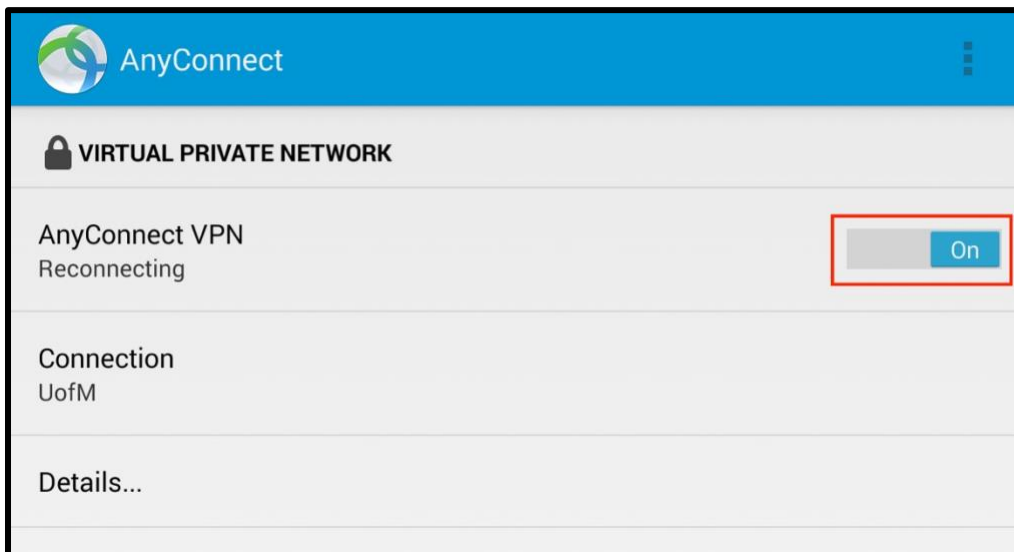 AnyConnect
VIRTUAL PRIVATE NETWORK
AnyConnect VPN
Reconnecting
On
Connection
UofM
Details...